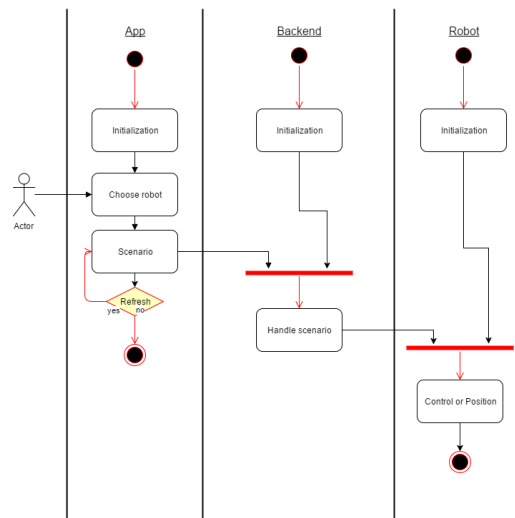 App
Backend
Robot
Initialization
Initialization
Initialization
Choose robot
Actor
Scenario
Refresh
yes
no
Handle scenario
Control or Position